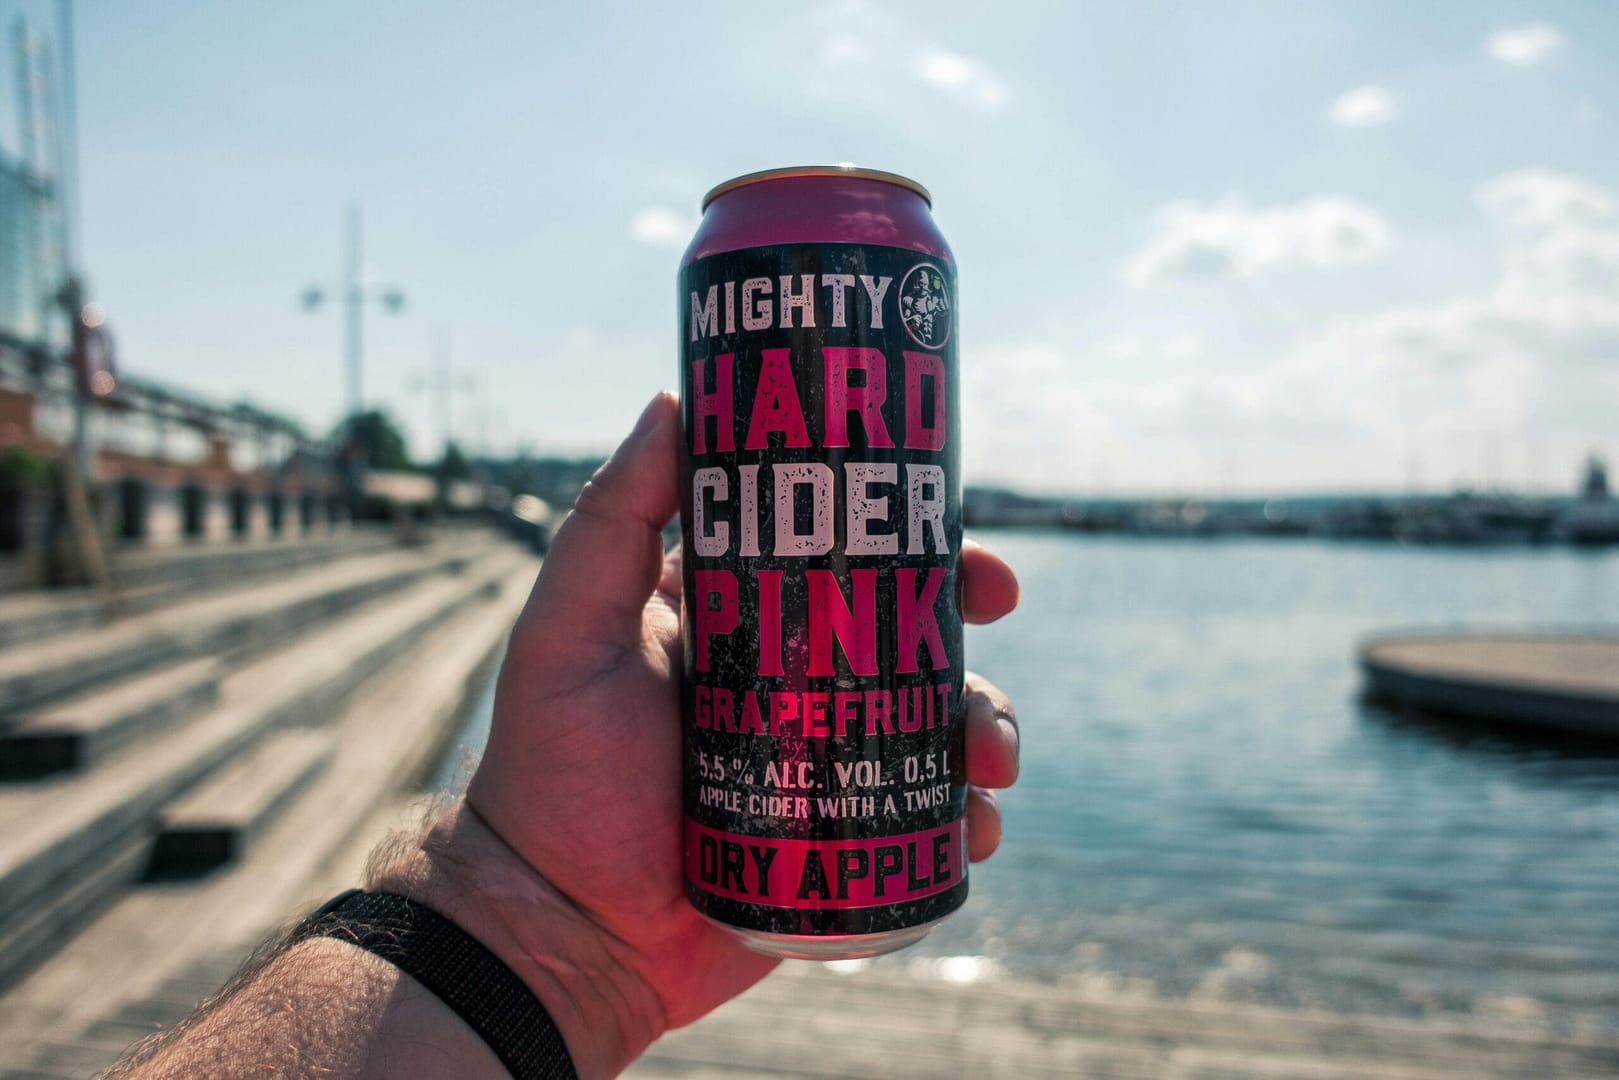 MIGHTY
HARD
CIDER
PINK
GRAPEFRUIT
5.5 % ALC. VOL. 0,5 L
APPLE CIDER WITH A TWIST
DRY APPLE